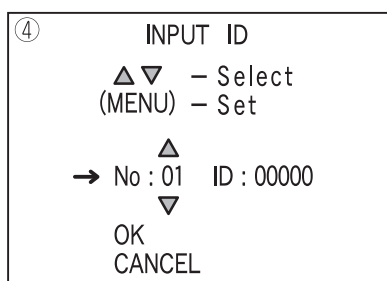 ④ INPUT ID
△ ▽ – Select
(MENU) – Set
△
→ No : 01 ID : 00000
▽
OK
CANCEL